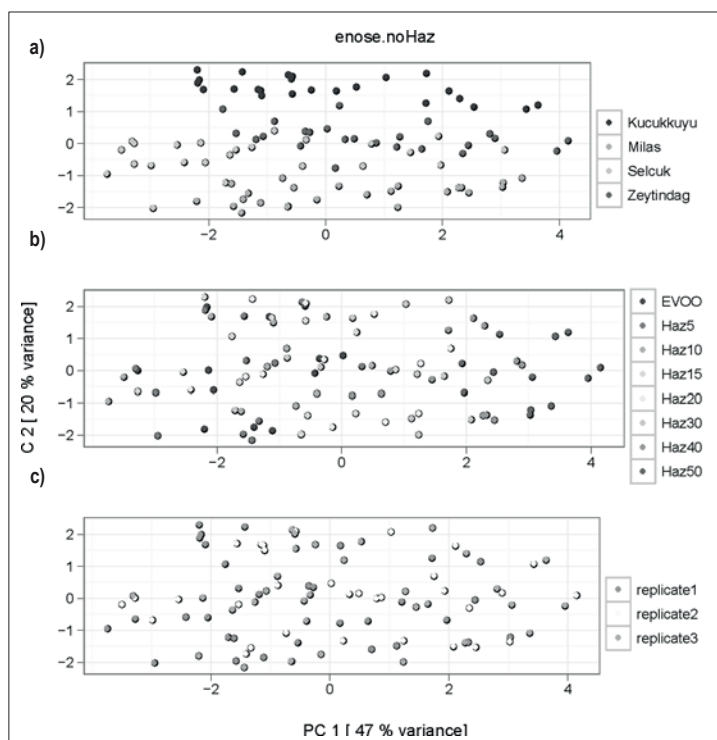 enose.noHaz
a)
2
1
0
−1
−2
−2 0 2 4
Kucukkuyu
Milas
Selcuk
Zeytindag
b)
2
1
0
−1
−2
−2 0 2 4
EVOO
Haz5
Haz10
Haz15
Haz20
Haz30
Haz40
Haz50
C 2 [ 20 % variance]
c)
2
1
0
−1
−2
−2 0 2 4
replicate1
replicate2
replicate3
PC 1 [ 47 % variance]